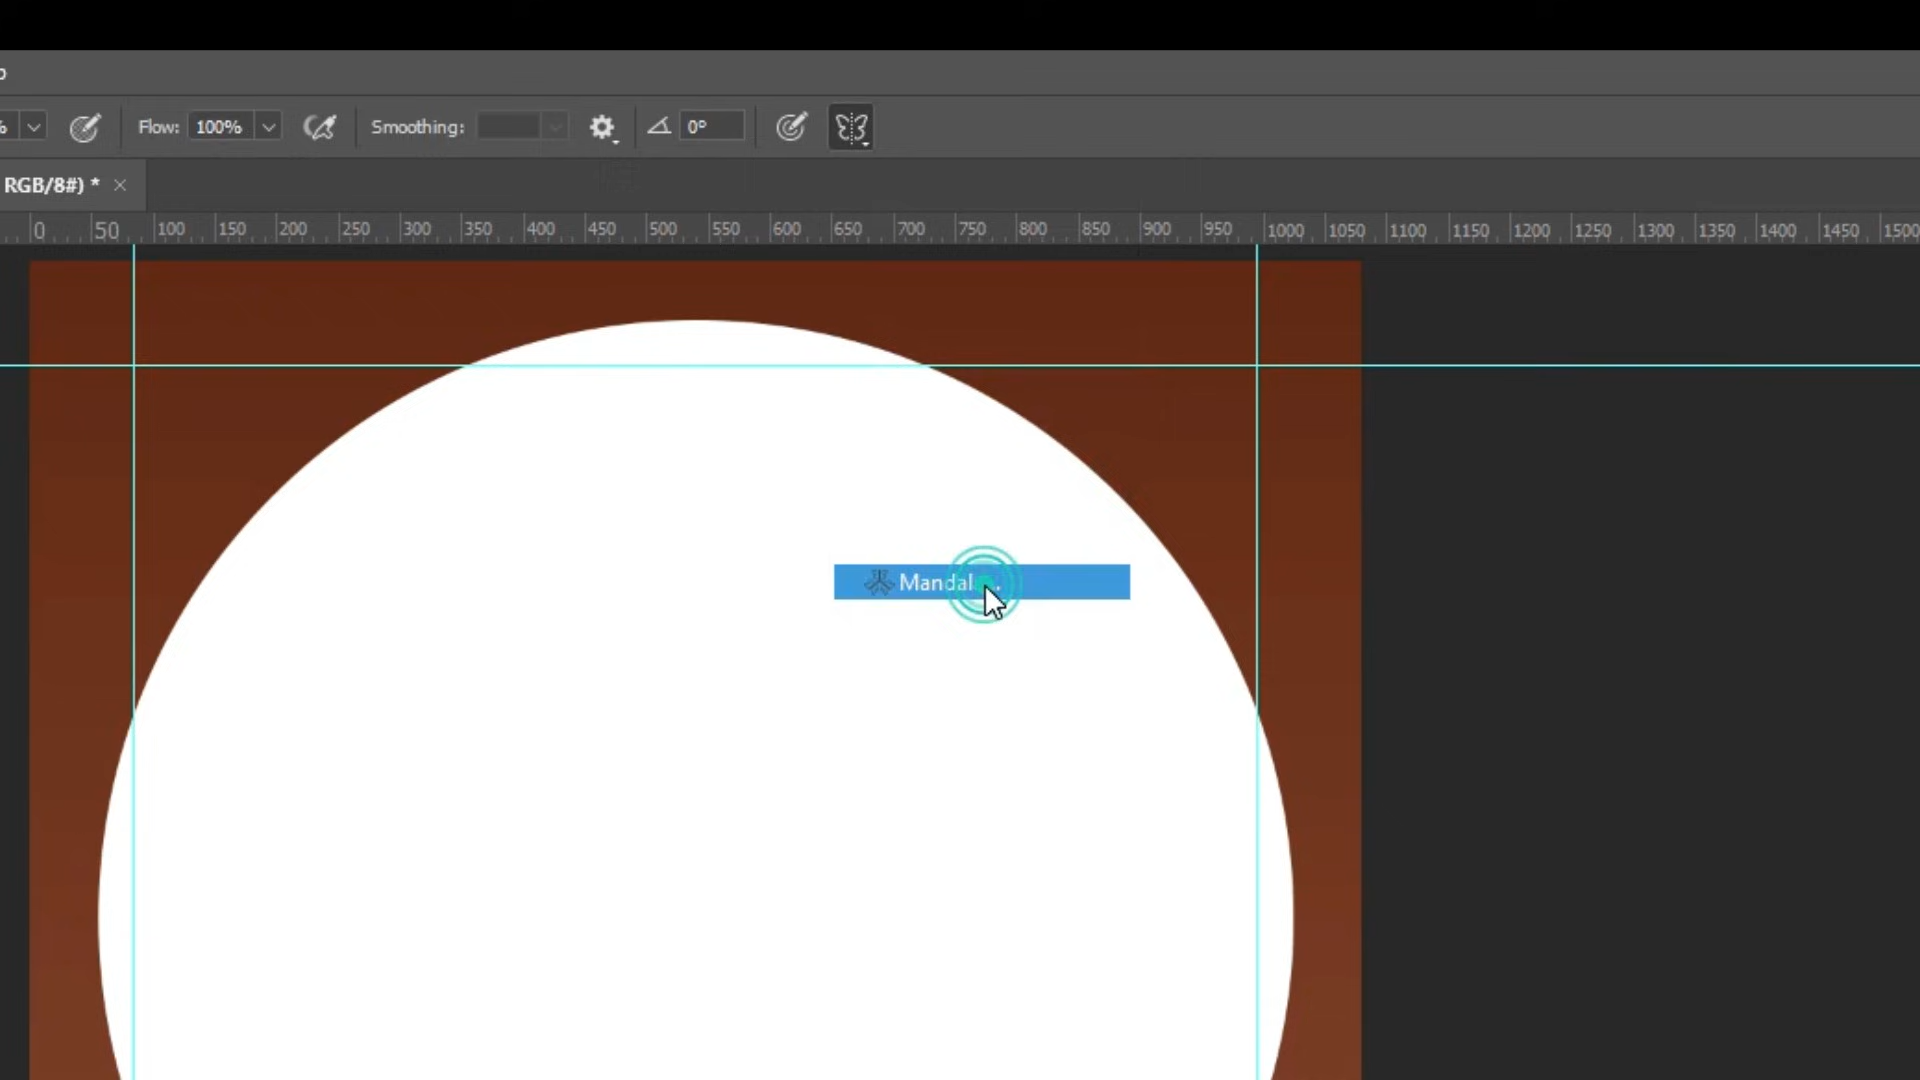 %
Flow: 100%
Smoothing:
0°
RGB/8#) *
0 50 100 150 200 250 300 350 400 450 500 550 600 650 700 750 800 850 900 950 1000 1050 1100 1150 1200 1250 1300 1350 1400 1450 1500